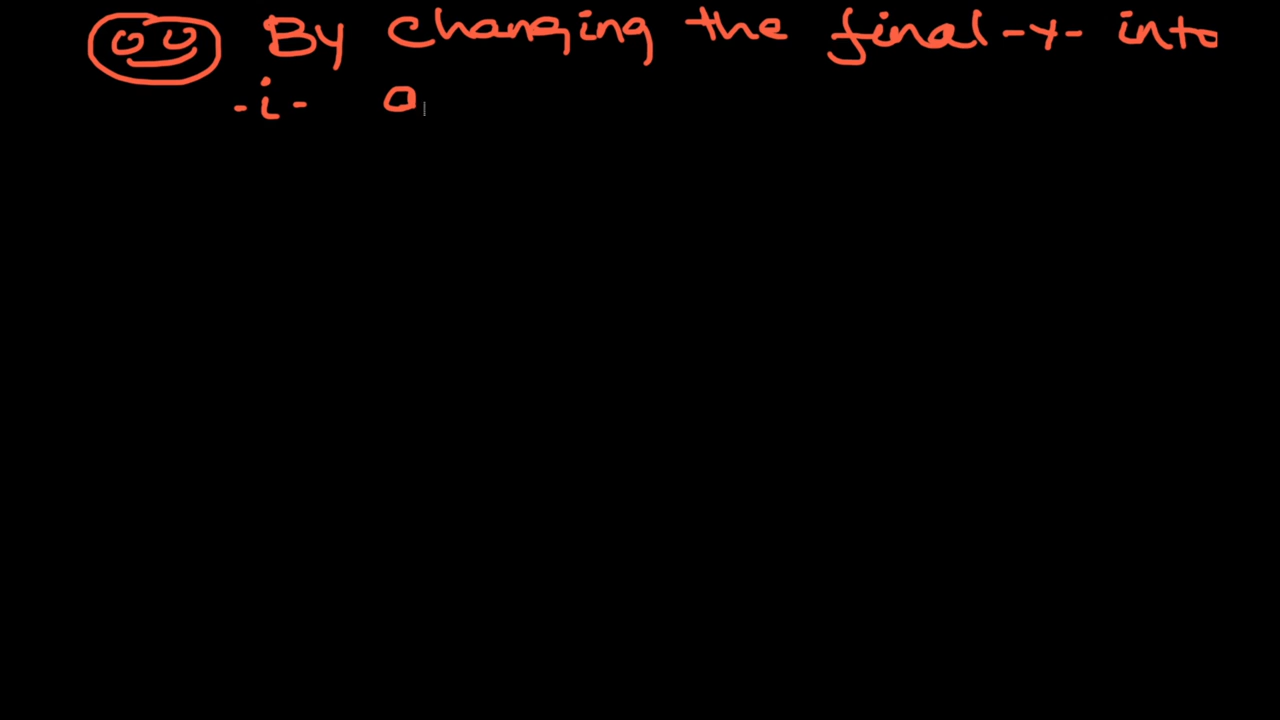 By changing the final -y- into
-i- a